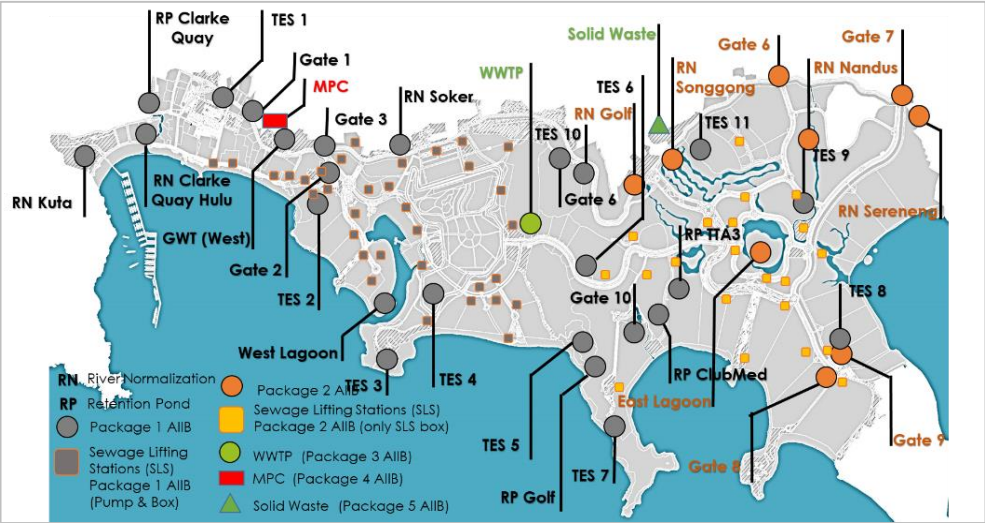 RP Clarke
Quay
TES 1
Gate 1
MPC
Gate 3
RN Soker
WWTP
Solid Waste
TES 6
RN Golf
TES 10
RN
Songgong
Gate 6
Gate 7
RN Nandus
TES 11
TES 9
RN Kuta
RN Clarke
Quay Hulu
GWT (West)
Gate 2
TES 2
Gate 6
RP ITA3
RN Sereneng
Gate 10
TES 8
West Lagoon
TES 3
TES 4
RP ClubMed
East Lagoon
TES 5
RP Golf
TES 7
Gate 8
Gate 9
RN River Normalization
RP Retention Pond
Package 1 AIIB
Sewage Lifting
Stations (SLS)
Package 1 AIIB
(Pump & Box)
Package 2 AIIB
Sewage Lifting Stations (SLS)
Package 2 AIIB (only SLS box)
WWTP (Package 3 AIIB)
MPC (Package 4 AIIB)
Solid Waste (Package 5 AIIB)